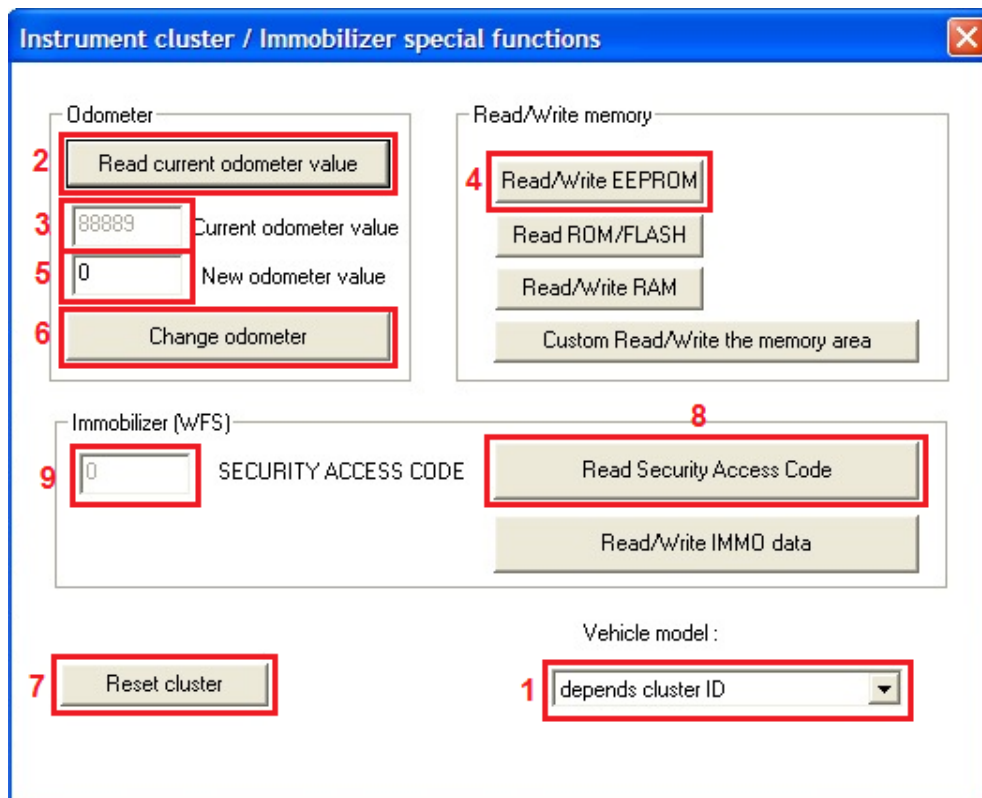 Instrument cluster / Immobilizer special functions
Odometer
2 Read current odometer value
3 88889 Current odometer value
5 0 New odometer value
6 Change odometer
Read/Write memory
4 Read/Write EEPROM
Read ROM/FLASH
Read/Write RAM
Custom Read/Write the memory area
Immobilizer (WFS)
8
9 0 SECURITY ACCESS CODE Read Security Access Code
Read/Write IMMO data
Vehicle model :
7 Reset cluster
1 depends cluster ID